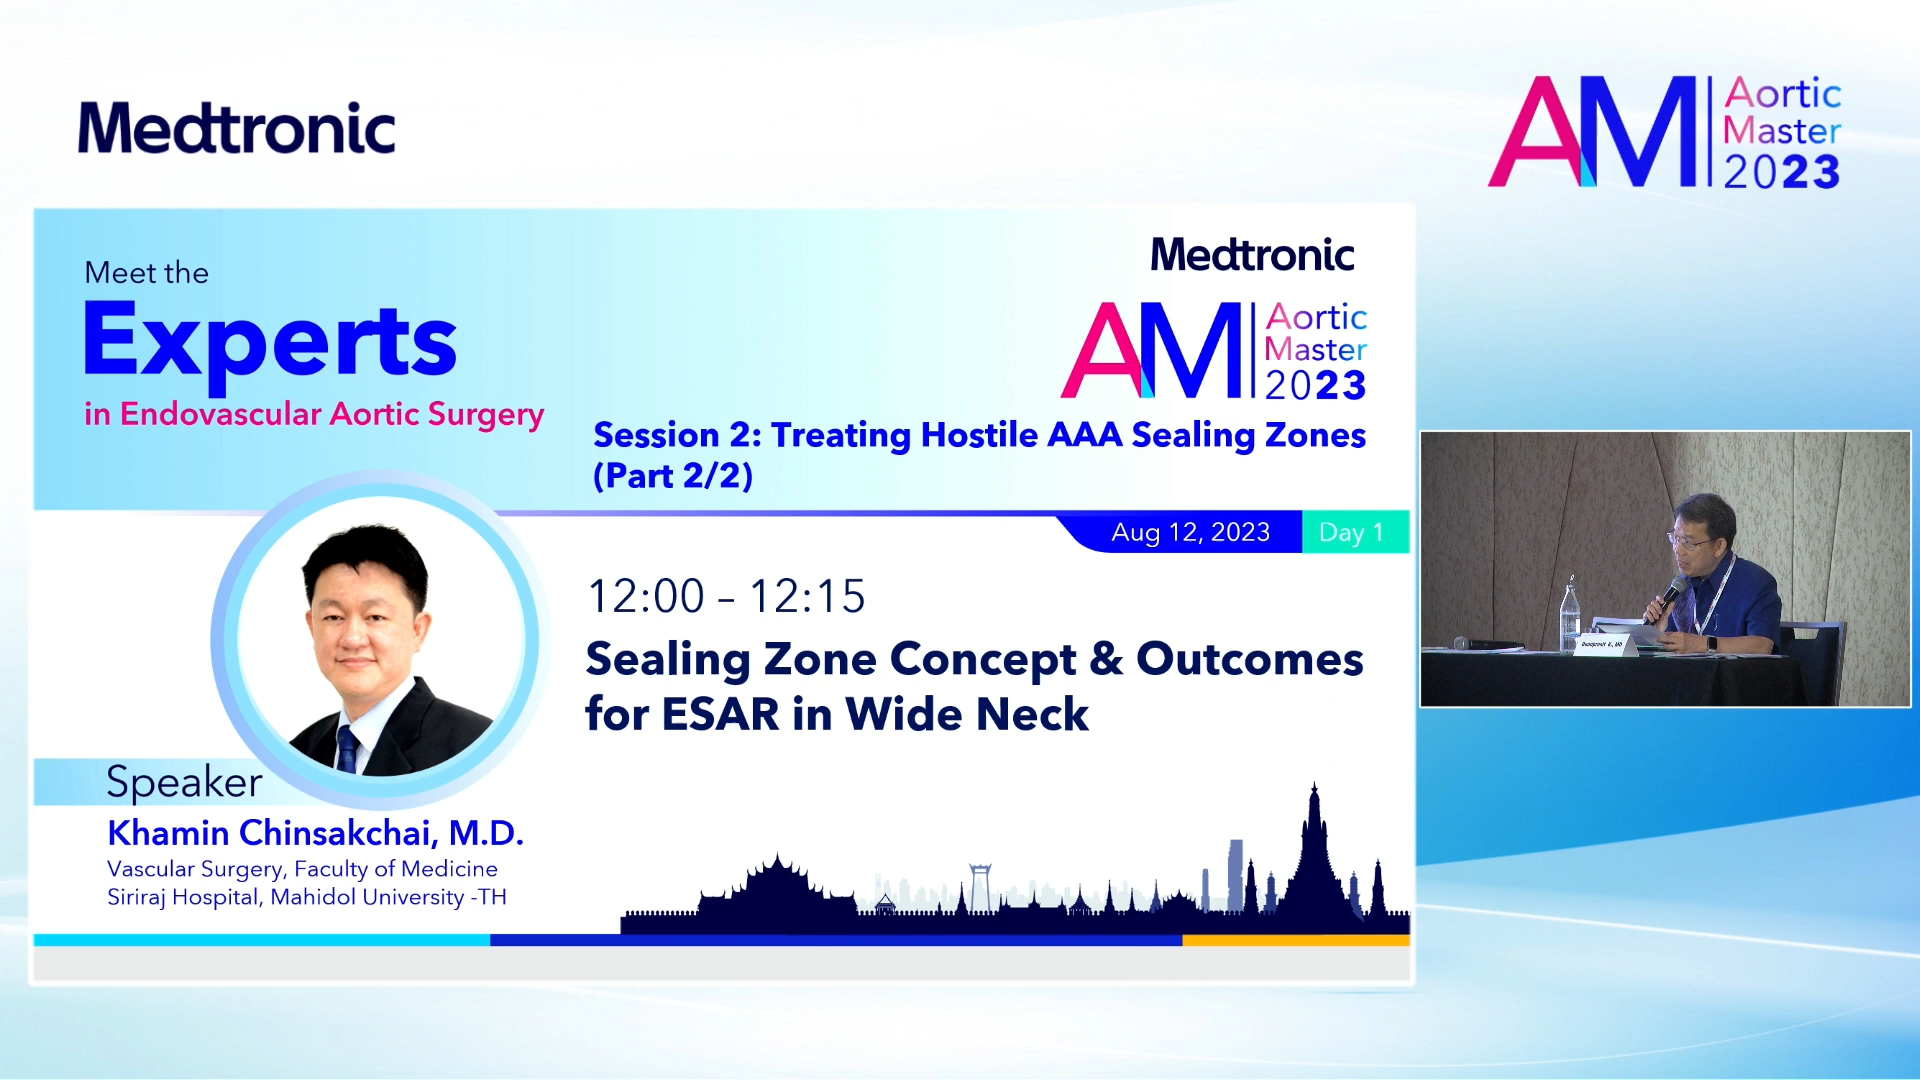 Medtronic
AM Aortic
Master
2023
Meet the
Experts
in Endovascular Aortic Surgery
Medtronic
AM Aortic
Master
2023
Session 2: Treating Hostile AAA Sealing Zones
(Part 2/2)
Aug 12, 2023 Day 1
12:00 – 12:15
Sealing Zone Concept & Outcomes
for ESAR in Wide Neck
Speaker
Khamin Chinsakchai, M.D.
Vascular Surgery, Faculty of Medicine
Siriraj Hospital, Mahidol University -TH